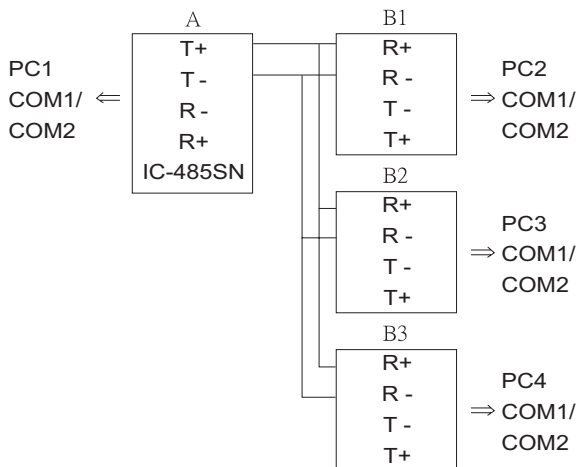 A
T+
T -
R -
R+
IC-485SN
PC1
COM1/
COM2
⇐
B1
R+
R -
T -
T+
⇒
PC2
COM1/
COM2
B2
R+
R -
T -
T+
⇒
PC3
COM1/
COM2
B3
R+
R -
T -
T+
⇒
PC4
COM1/
COM2